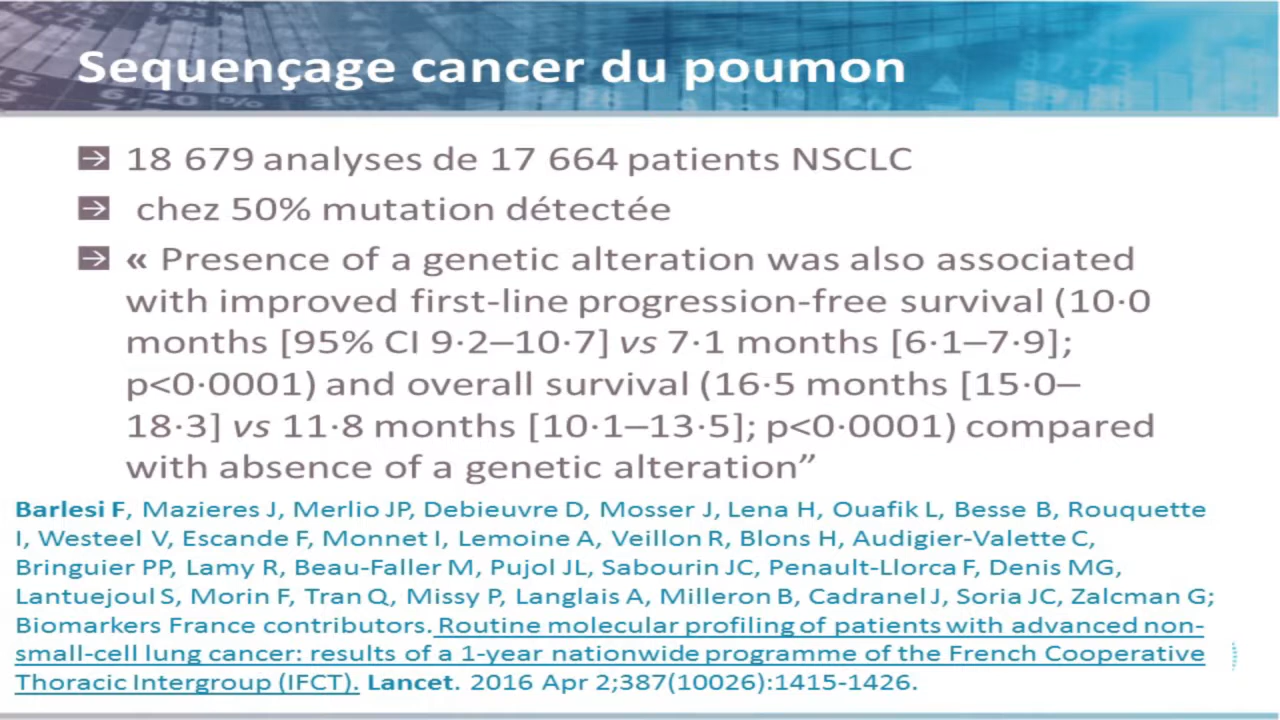 Sequençage cancer du poumon
18 679 analyses de 17 664 patients NSCLC
chez 50% mutation détectée
« Presence of a genetic alteration was also associated
with improved first-line progression-free survival (10·0
months [95% CI 9·2–10·7] vs 7·1 months [6·1–7·9];
p<0·0001) and overall survival (16·5 months [15·0–
18·3] vs 11·8 months [10·1–13·5]; p<0·0001) compared
with absence of a genetic alteration”
Barlesi F, Mazieres J, Merlio JP, Debieuvre D, Mosser J, Lena H, Ouafik L, Besse B, Rouquette
I, Westeel V, Escande F, Monnet I, Lemoine A, Veillon R, Blons H, Audigier-Valette C,
Bringuier PP, Lamy R, Beau-Faller M, Pujol JL, Sabourin JC, Penault-Llorca F, Denis MG,
Lantuejoul S, Morin F, Tran Q, Missy P, Langlais A, Milleron B, Cadranel J, Soria JC, Zalcman G;
Biomarkers France contributors. Routine molecular profiling of patients with advanced non-
small-cell lung cancer: results of a 1-year nationwide programme of the French Cooperative
Thoracic Intergroup (IFCT). Lancet. 2016 Apr 2;387(10026):1415-1426.